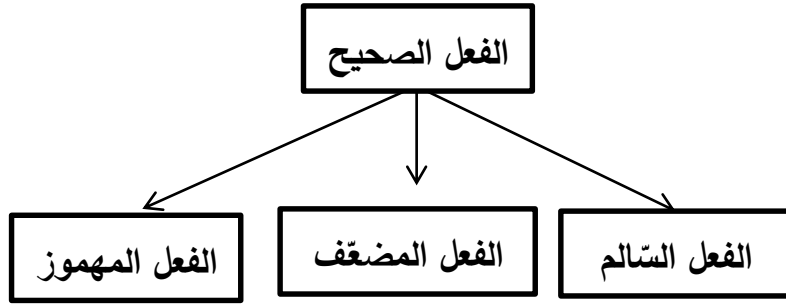 الفعل الصحيح
الفعل السّالم
الفعل المضعّف
الفعل المهموز